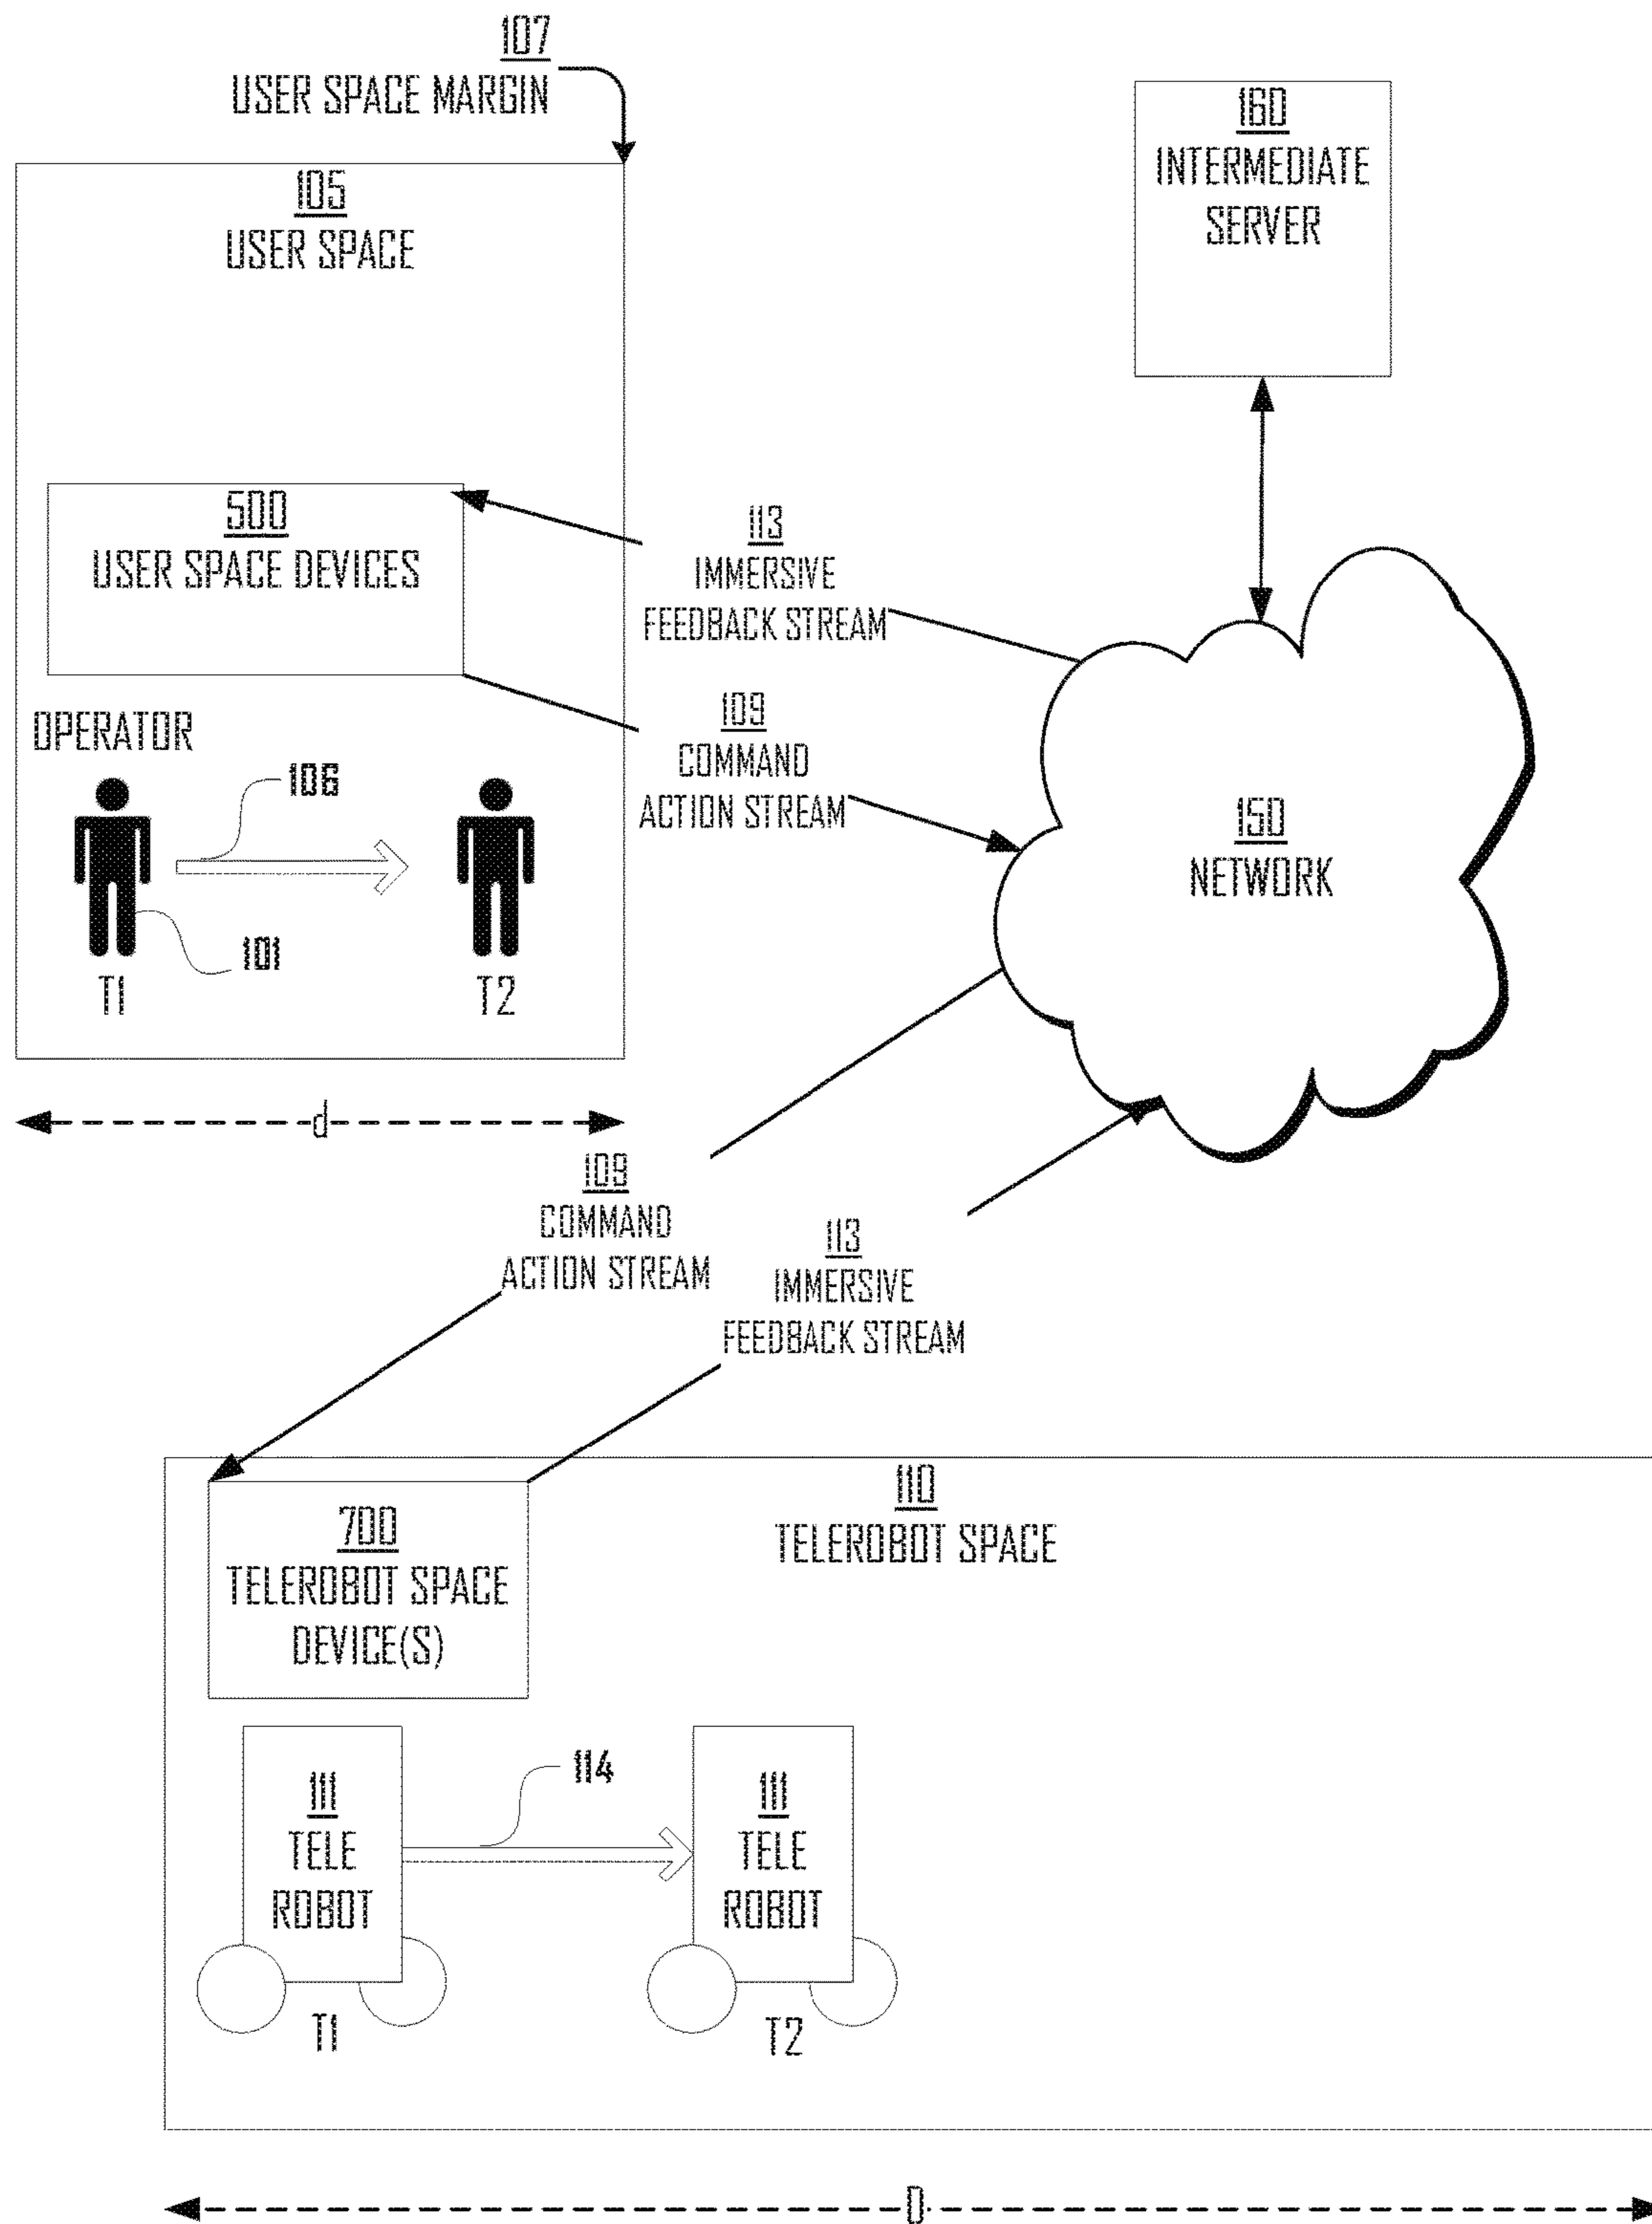 107
USER SPACE MARGIN
160
INTERMEDIATE
SERVER
105
USER SPACE
500
USER SPACE DEVICES
113
IMMERSIVE
FEEDBACK STREAM
109
COMMAND
ACTION STREAM
OPERATOR
106
101
T1
T2
150
NETWORK
d
109
COMMAND
ACTION STREAM
113
IMMERSIVE
FEEDBACK STREAM
110
TELEROBOT SPACE
700
TELEROBOT SPACE
DEVICE(S)
114
111
TELE
ROBOT
T1
111
TELE
ROBOT
T2
D